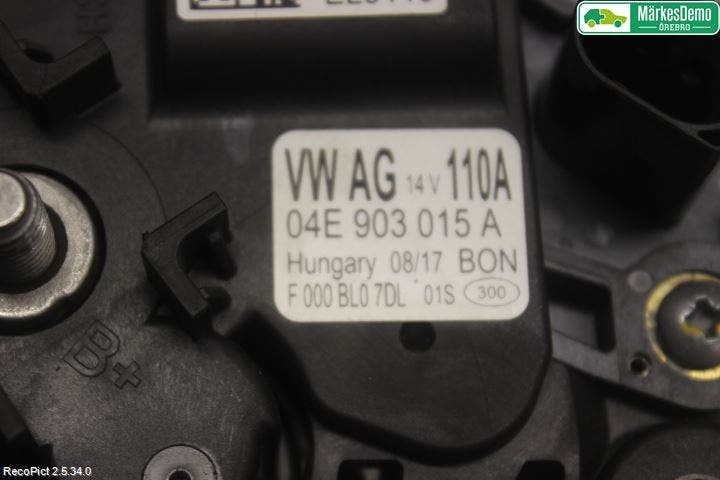 MärkesDemo
ÖREBRO
VW AG 14 V 110A
04E 903 015 A
Hungary 08/17 BON
F 000 BL0 7DL 01S 300
B+
RecoPict 2.5.34.0